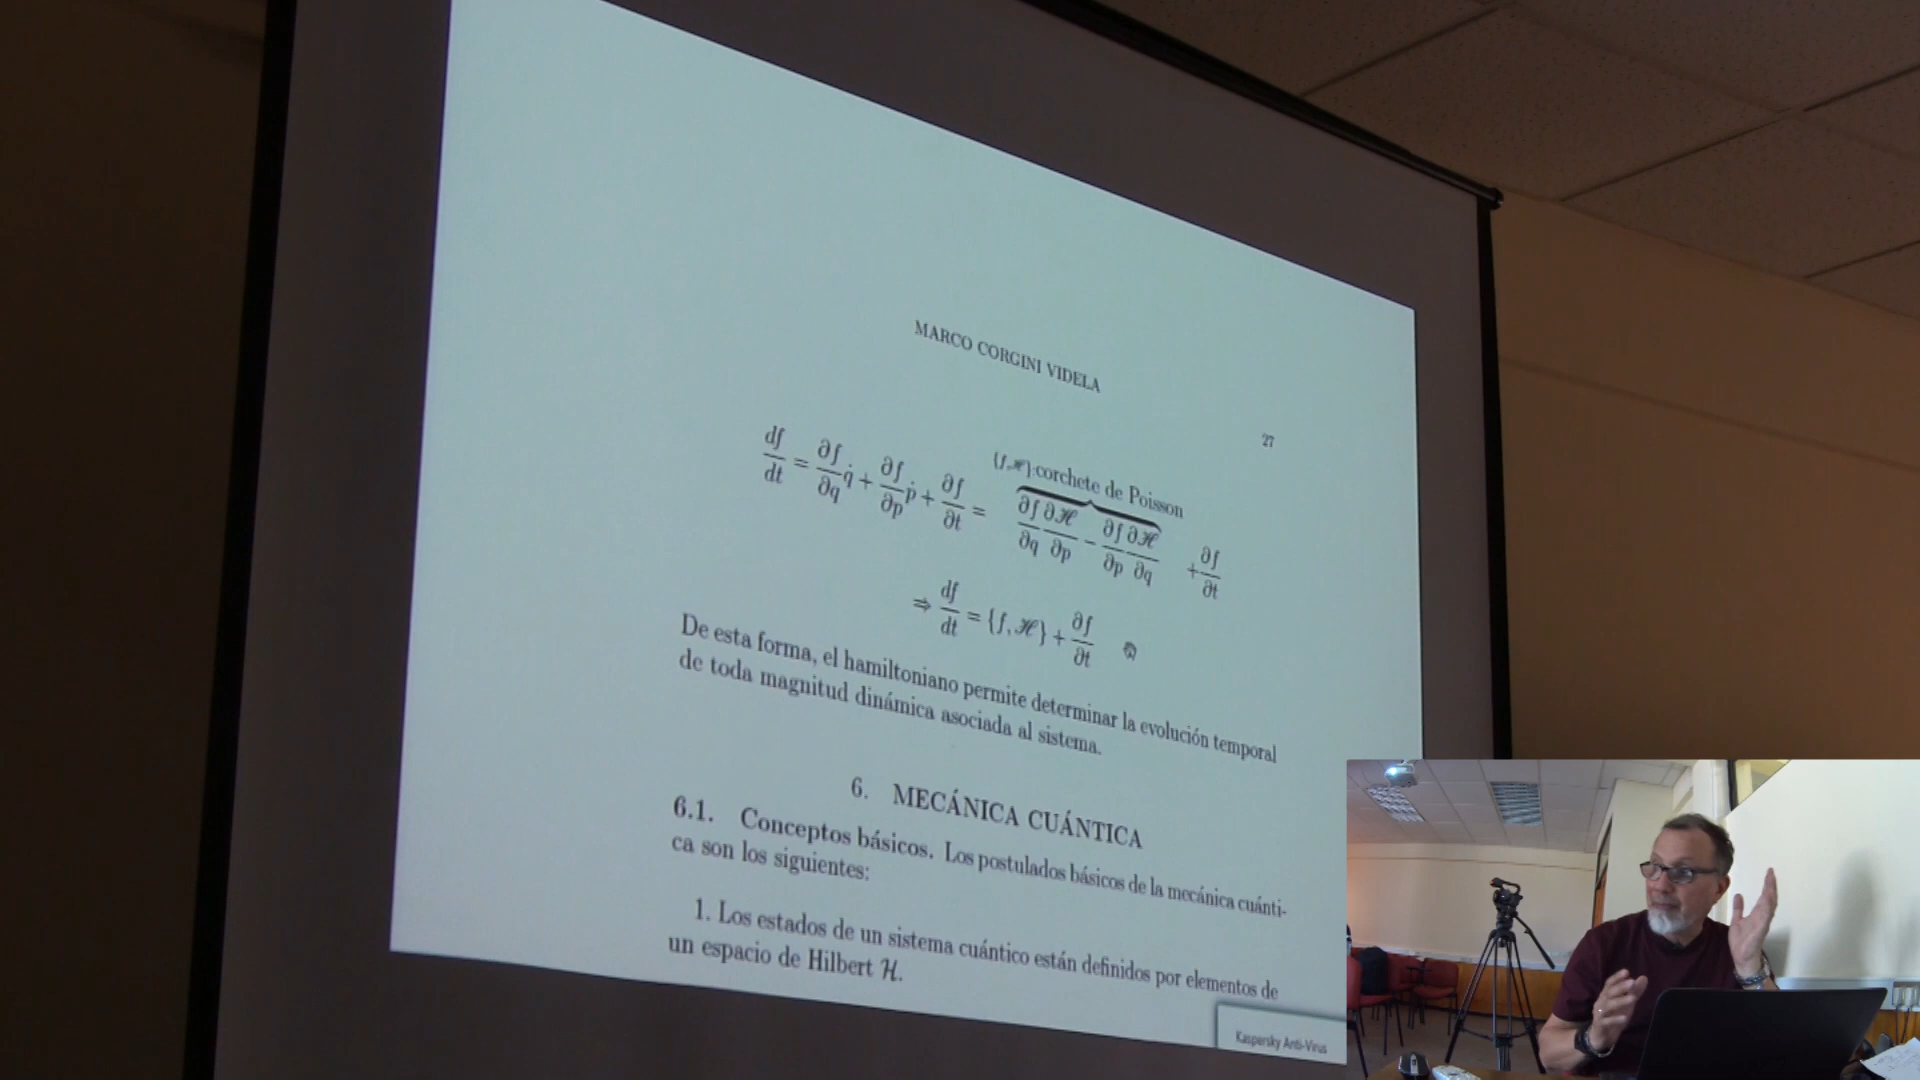 MARCO CORGINI VIDELA
27
{f,ℋ}:corchete de Poisson
df/dt = ∂f/∂q q̇ + ∂f/∂p ṗ + ∂f/∂t = ∂f/∂q ∂ℋ/∂p − ∂f/∂p ∂ℋ/∂q + ∂f/∂t
⇒ df/dt = {f, ℋ} + ∂f/∂t
De esta forma, el hamiltoniano permite determinar la evolución temporal
de toda magnitud dinámica asociada al sistema.
6. MECÁNICA CUÁNTICA
6.1. Conceptos básicos. Los postulados básicos de la mecánica cuánti-
ca son los siguientes:
1. Los estados de un sistema cuántico están definidos por elementos de
un espacio de Hilbert ℋ.
Kaspersky Anti-Virus